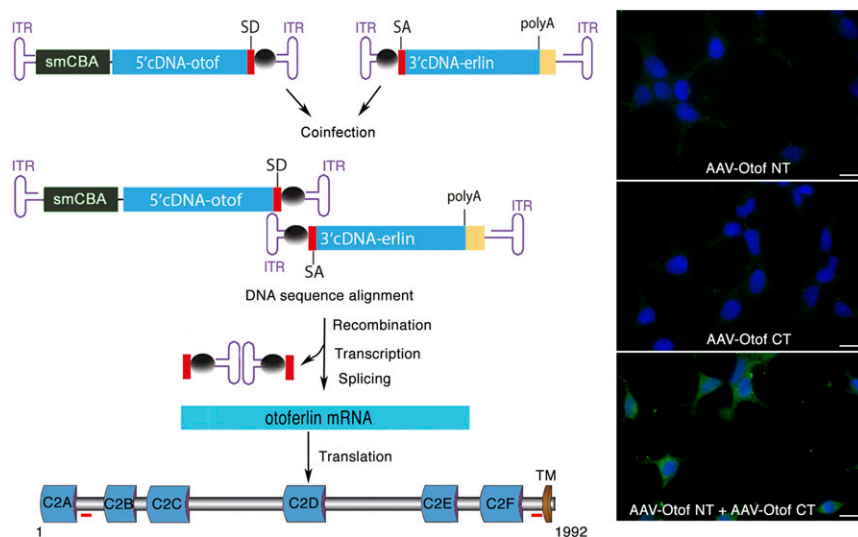 ITR
SD
ITR
smCBA
5'cDNA-otof
ITR
SA
polyA
ITR
3'cDNA-erlin
Coinfection
ITR
SD
ITR
smCBA
5'cDNA-otof
polyA
ITR
3'cDNA-erlin
ITR
SA
DNA sequence alignment
Recombination
Transcription
Splicing
otoferlin mRNA
Translation
TM
C2A
C2B
C2C
C2D
C2E
C2F
1
1992
AAV-Otof NT
AAV-Otof CT
AAV-Otof NT + AAV-Otof CT